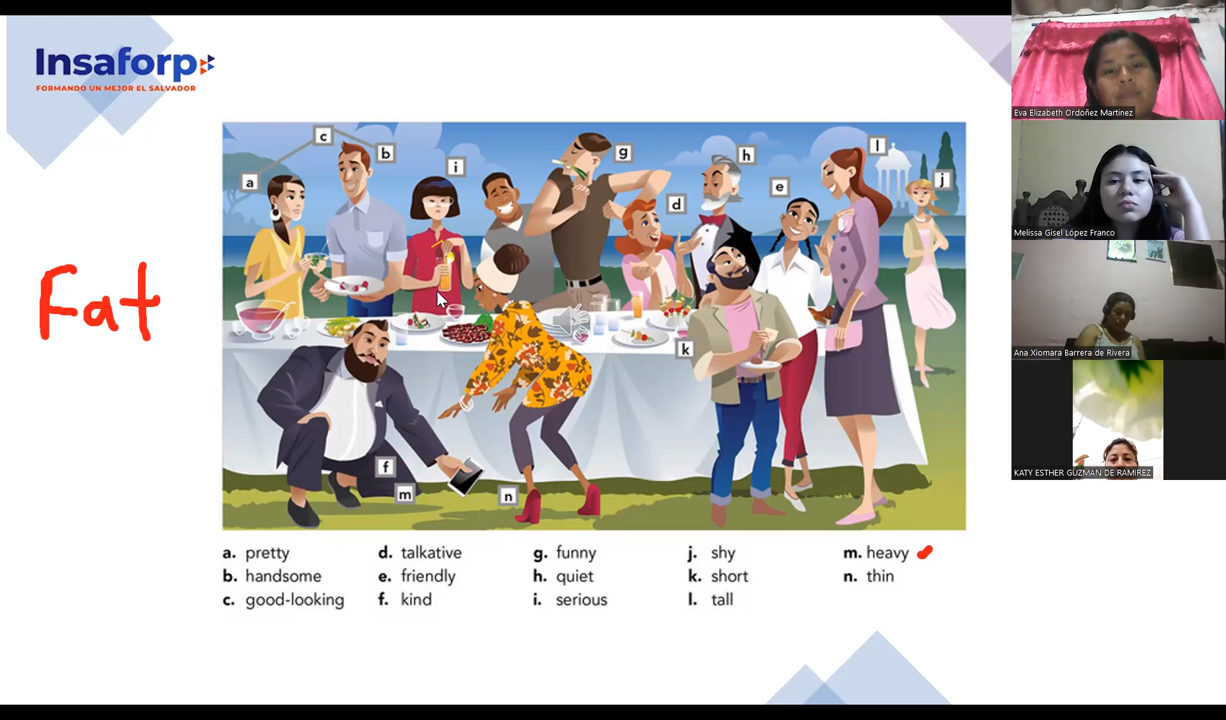 Insaforp
FORMANDO UN MEJOR EL SALVADOR
Fat
c
b
a
i
g
h
l
j
e
d
k
f
m
n
a. pretty
b. handsome
c. good-looking
d. talkative
e. friendly
f. kind
g. funny
h. quiet
i. serious
j. shy
k. short
l. tall
m. heavy
n. thin
Eva Elizabeth Ordoñez Martinez
Melissa Gisel López Franco
Ana Xiomara Barrera de Rivera
KATY ESTHER GUZMAN DE RAMIREZ